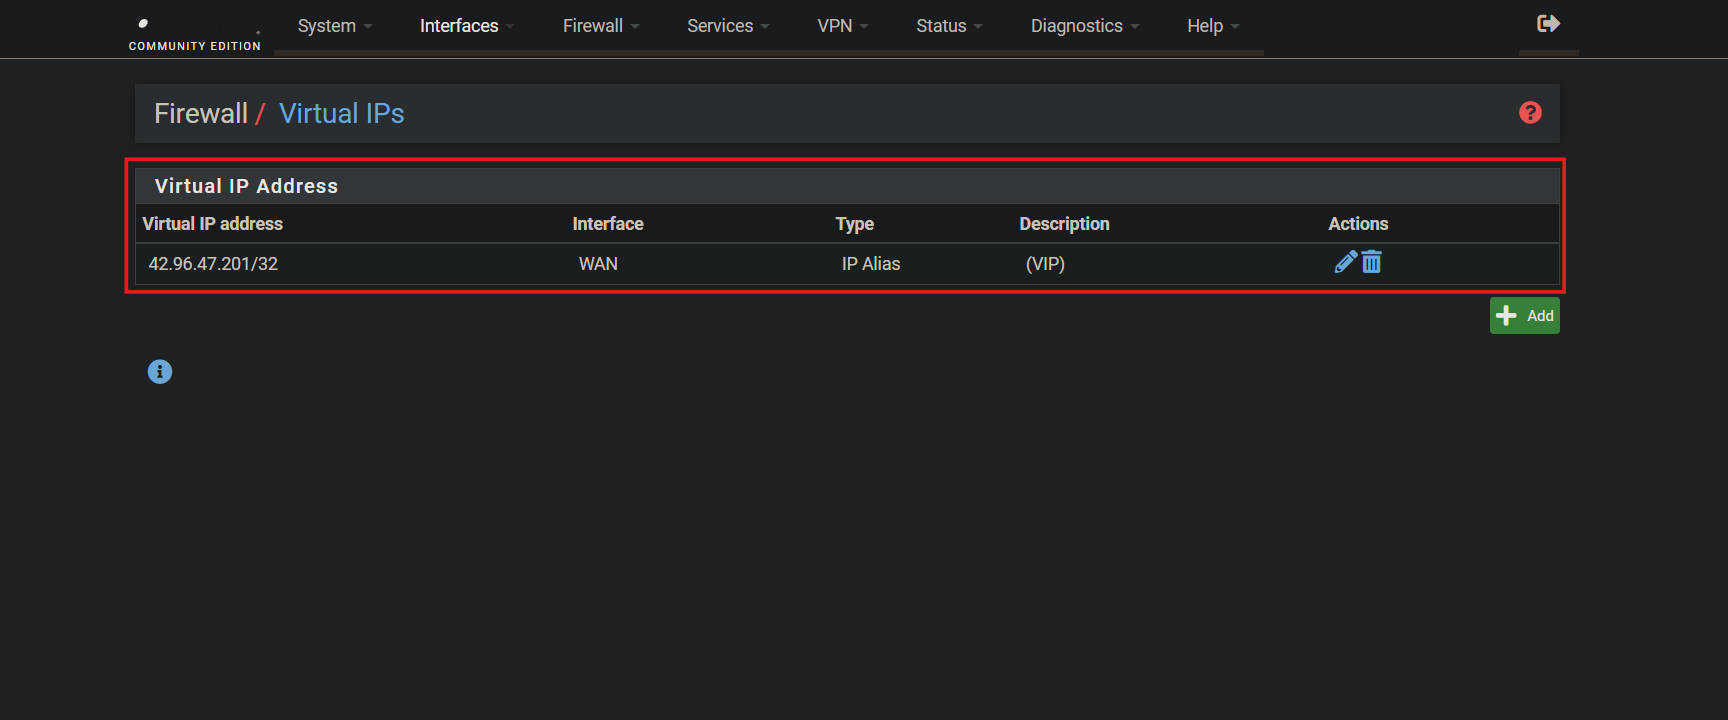 COMMUNITY EDITION
System Interfaces Firewall Services VPN Status Diagnostics Help
Firewall / Virtual IPs
Virtual IP Address
Virtual IP address Interface Type Description Actions
42.96.47.201/32 WAN IP Alias (VIP)
Add